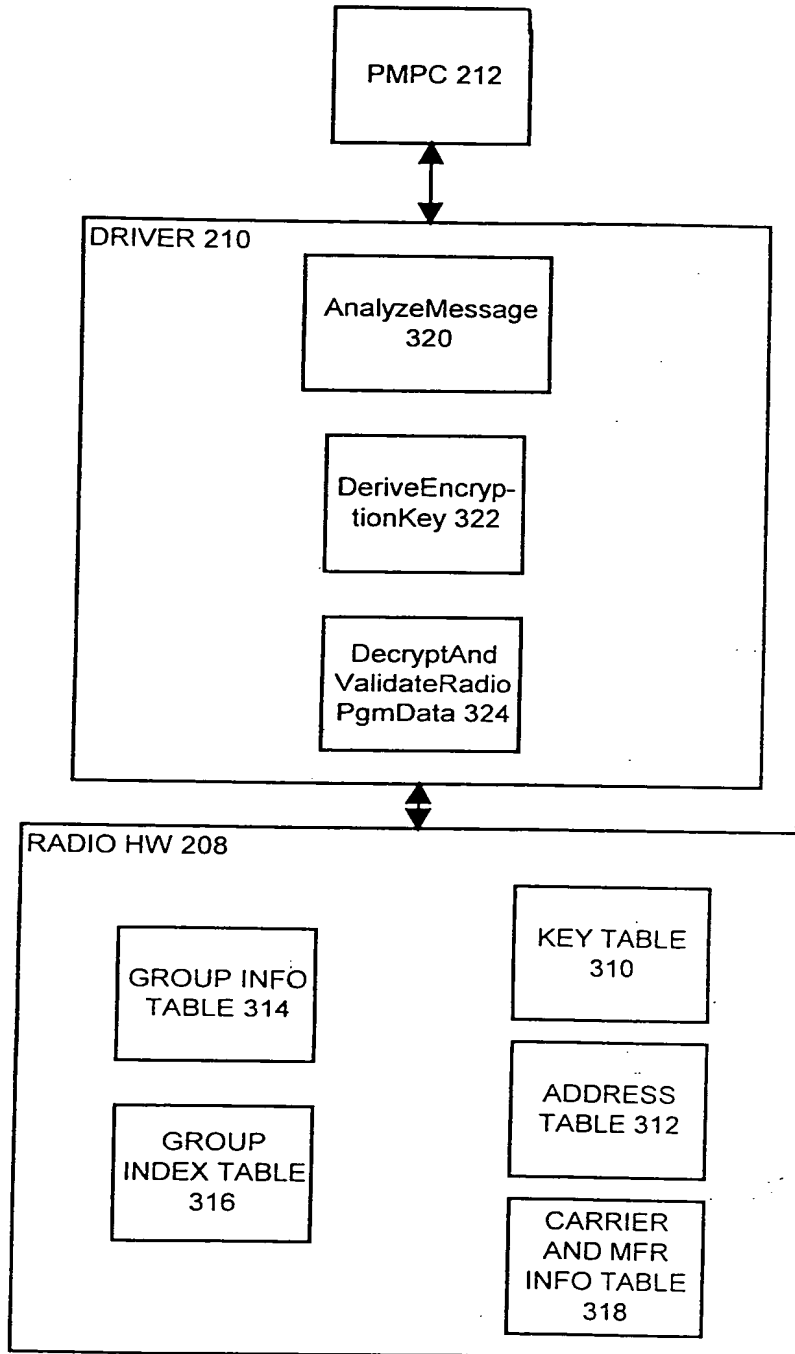 PMPC 212
DRIVER 210
AnalyzeMessage
320
DeriveEncryp-
tionKey 322
DecryptAnd
ValidateRadio
PgmData 324
RADIO HW 208
GROUP INFO
TABLE 314
GROUP
INDEX TABLE
316
KEY TABLE
310
ADDRESS
TABLE 312
CARRIER
AND MFR
INFO TABLE
318